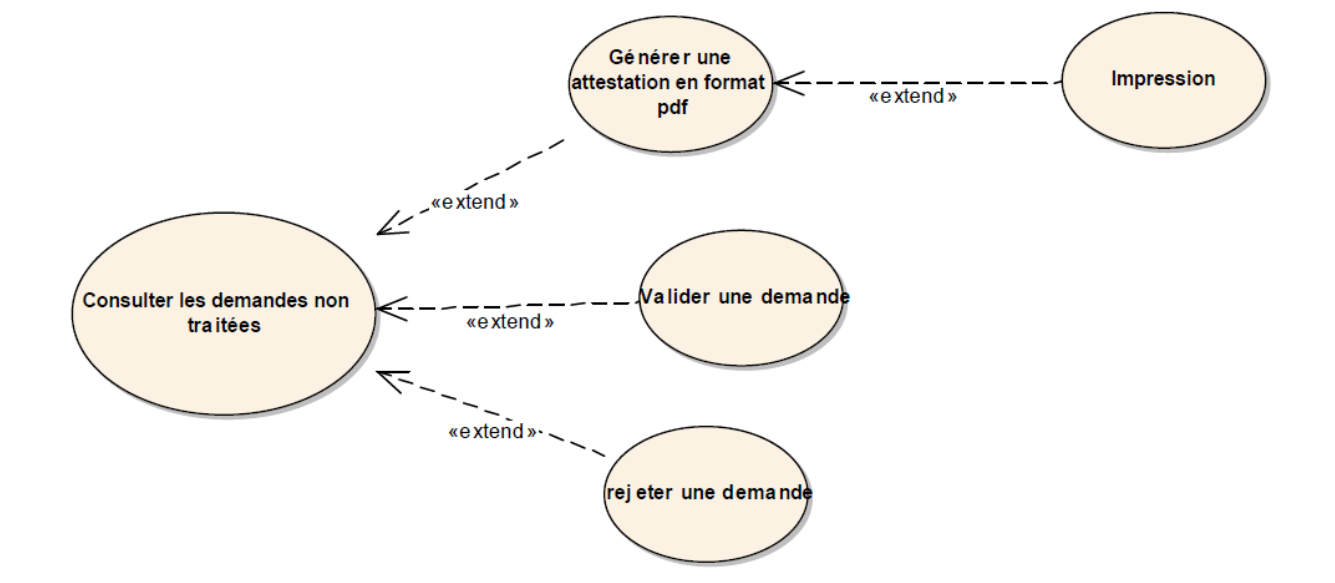 Générer une
attestation en format
pdf
«extend»
Impression
«extend»
Consulter les demandes non
traitées
«extend»
Valider une demande
«extend»
rejeter une demande